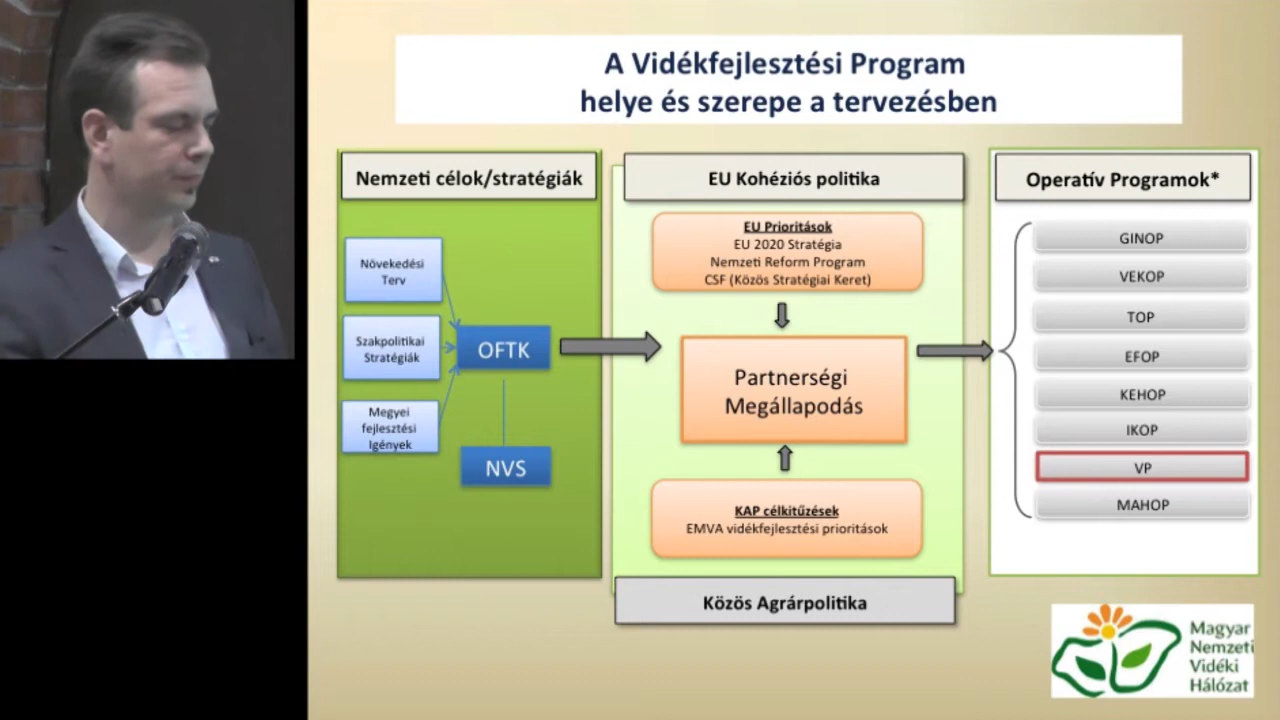 A Vidékfejlesztési Program
helye és szerepe a tervezésben
Nemzeti célok/stratégiák
Növekedési
Terv
Szakpolitikai
Stratégiák
Megyei
fejlesztési
Igények
OFTK
NVS
EU Kohéziós politika
EU Prioritások
EU 2020 Stratégia
Nemzeti Reform Program
CSF (Közös Stratégiai Keret)
Partnerségi
Megállapodás
KAP célkitűzések
EMVA vidékfejlesztési prioritások
Közös Agrárpolitika
Operatív Programok*
GINOP
VEKOP
TOP
EFOP
KEHOP
IKOP
VP
MAHOP
Magyar
Nemzeti
Vidéki
Hálózat